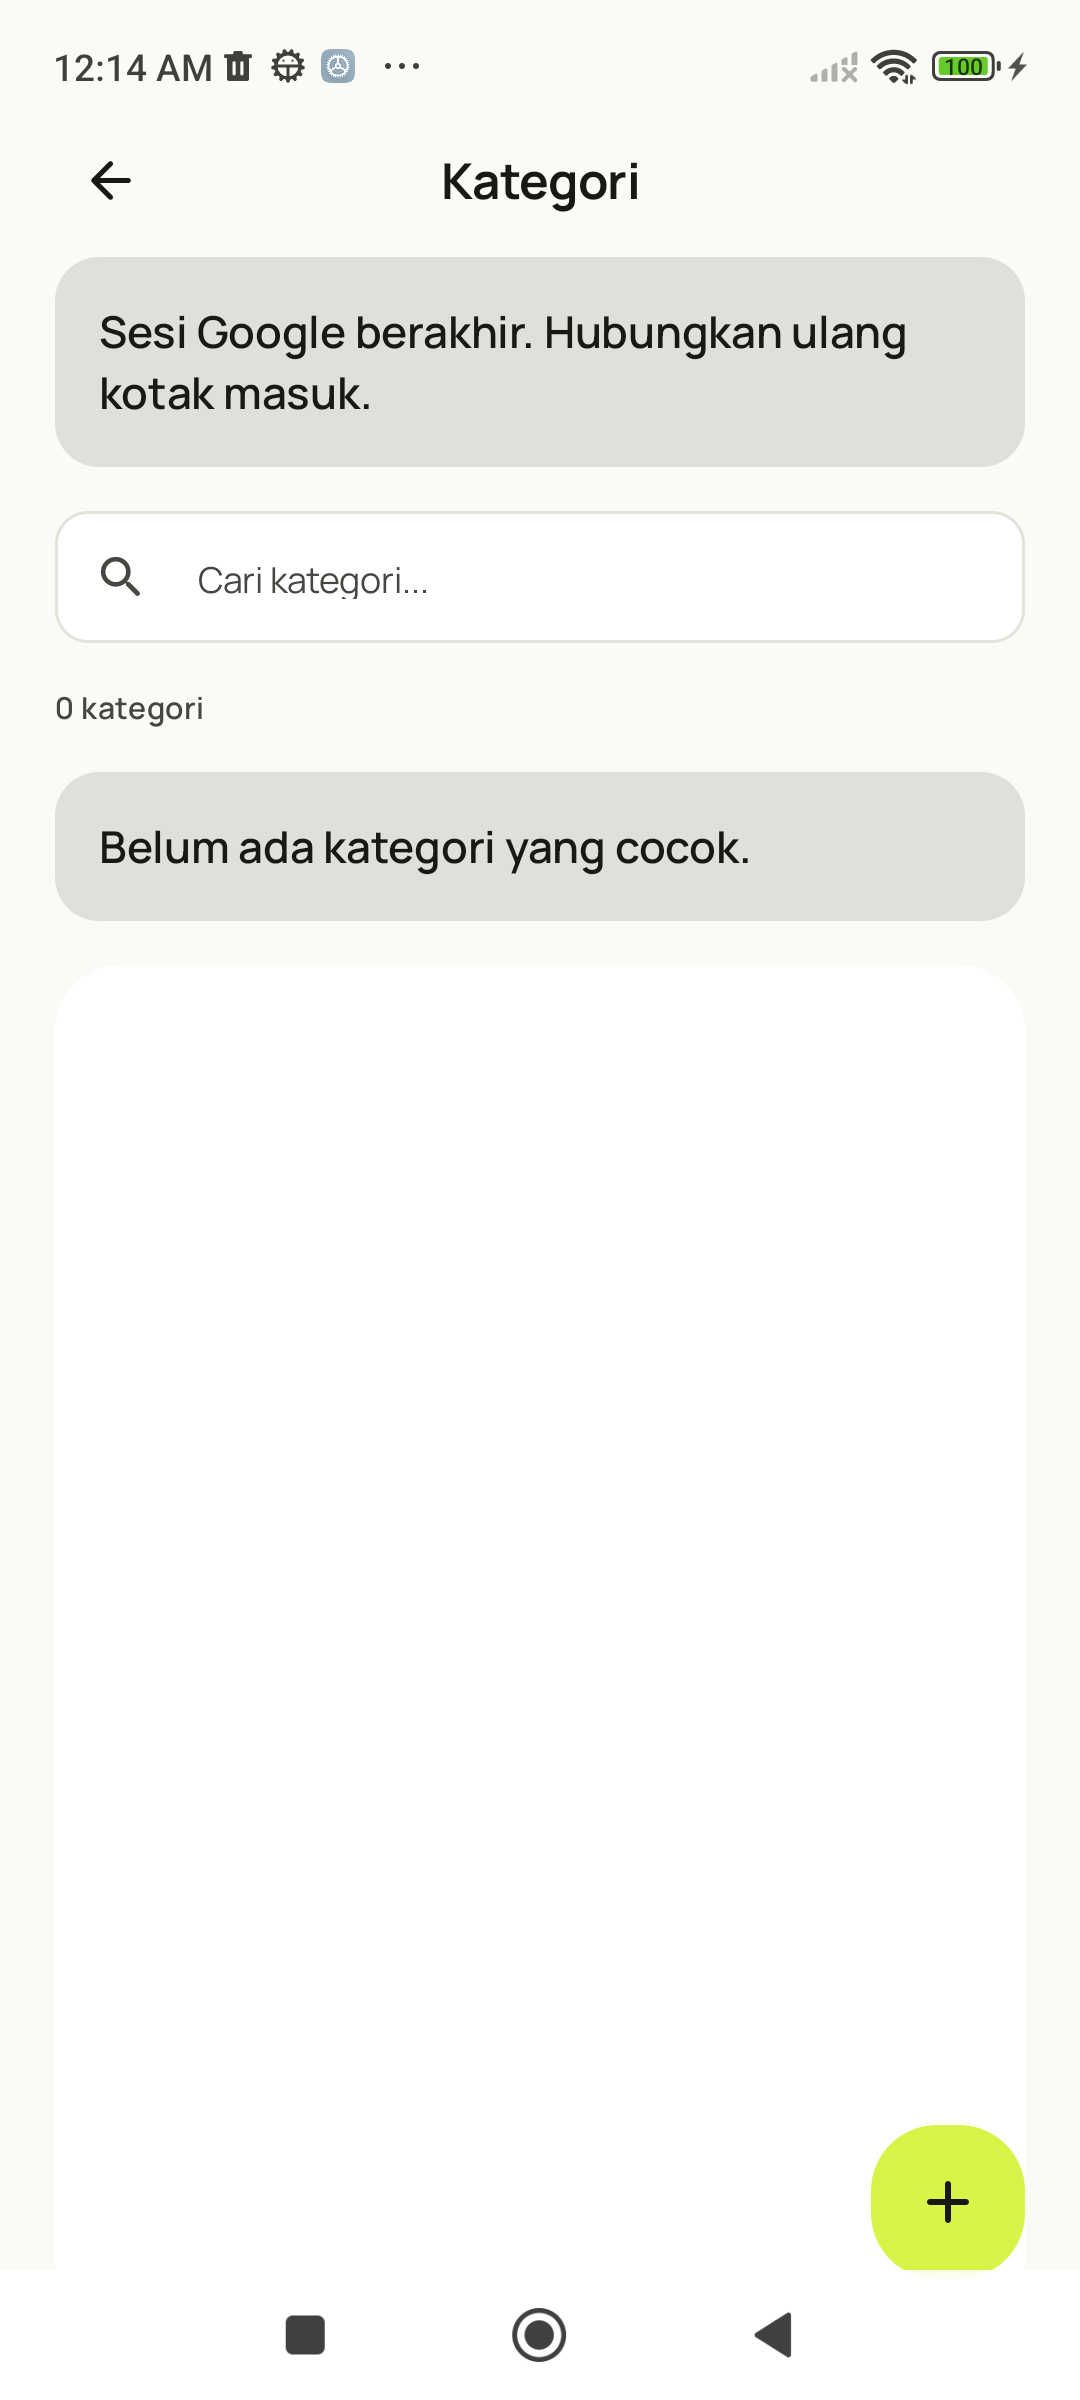 12:14 AM
100
Kategori
Sesi Google berakhir. Hubungkan ulang
kotak masuk.
Cari kategori...
0 kategori
Belum ada kategori yang cocok.